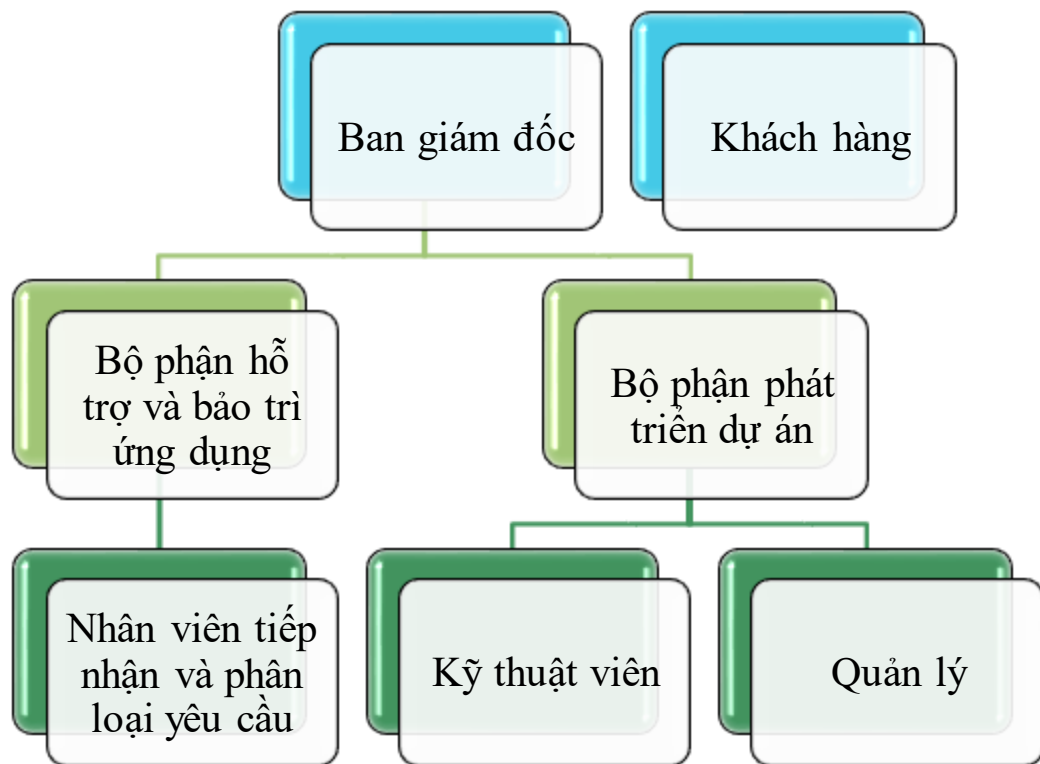 Ban giám đốc
Khách hàng
Bộ phận hỗ
trợ và bảo trì
ứng dụng
Bộ phận phát
triển dự án
Nhân viên tiếp
nhận và phân
loại yêu cầu
Kỹ thuật viên
Quản lý